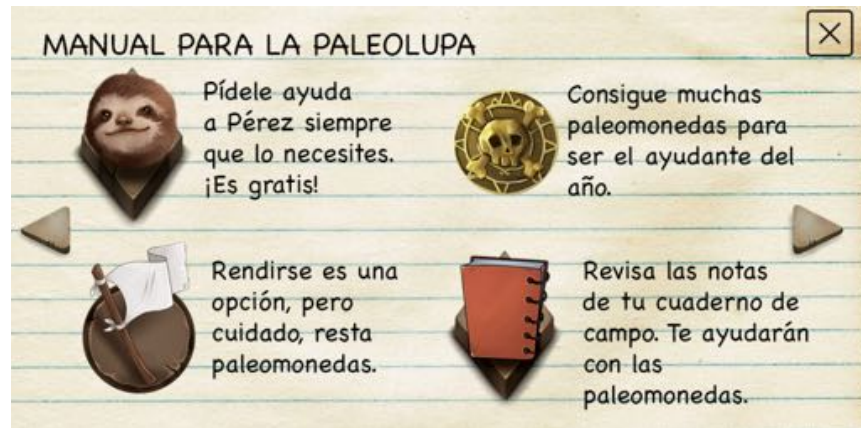 MANUAL PARA LA PALEOLUPA
Pídele ayuda
a Pérez siempre
que lo necesites.
¡Es gratis!
Consigue muchas
paleomonedas para
ser el ayudante del
año.
Rendirse es una
opción, pero
cuidado, resta
paleomonedas.
Revisa las notas
de tu cuaderno de
campo. Te ayudarán
con las
paleomonedas.